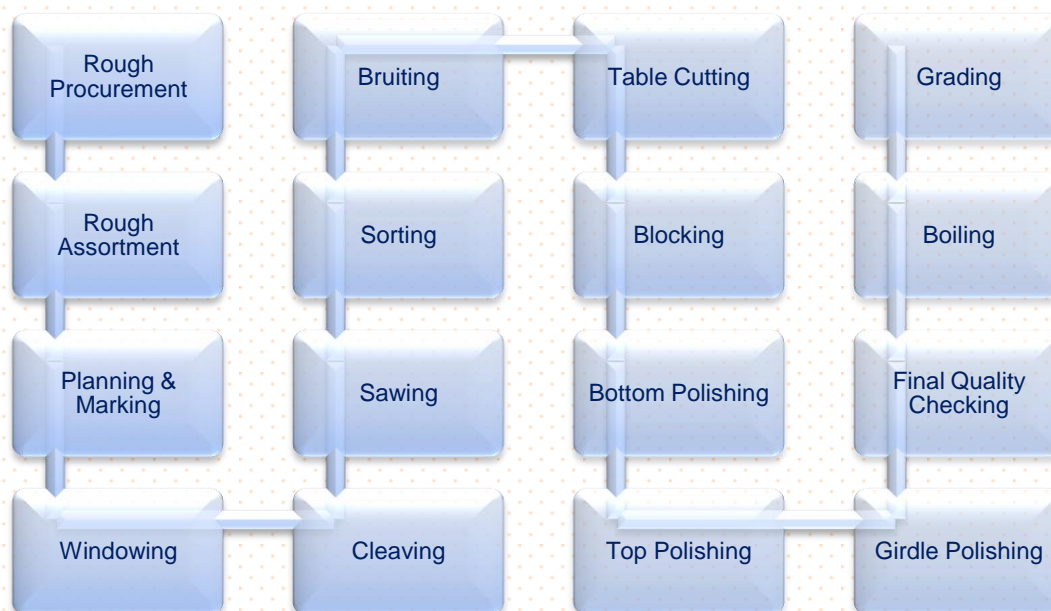 Rough
Procurement
Rough
Assortment
Planning &
Marking
Windowing
Cleaving
Sawing
Sorting
Bruiting
Table Cutting
Blocking
Bottom Polishing
Top Polishing
Girdle Polishing
Final Quality
Checking
Boiling
Grading